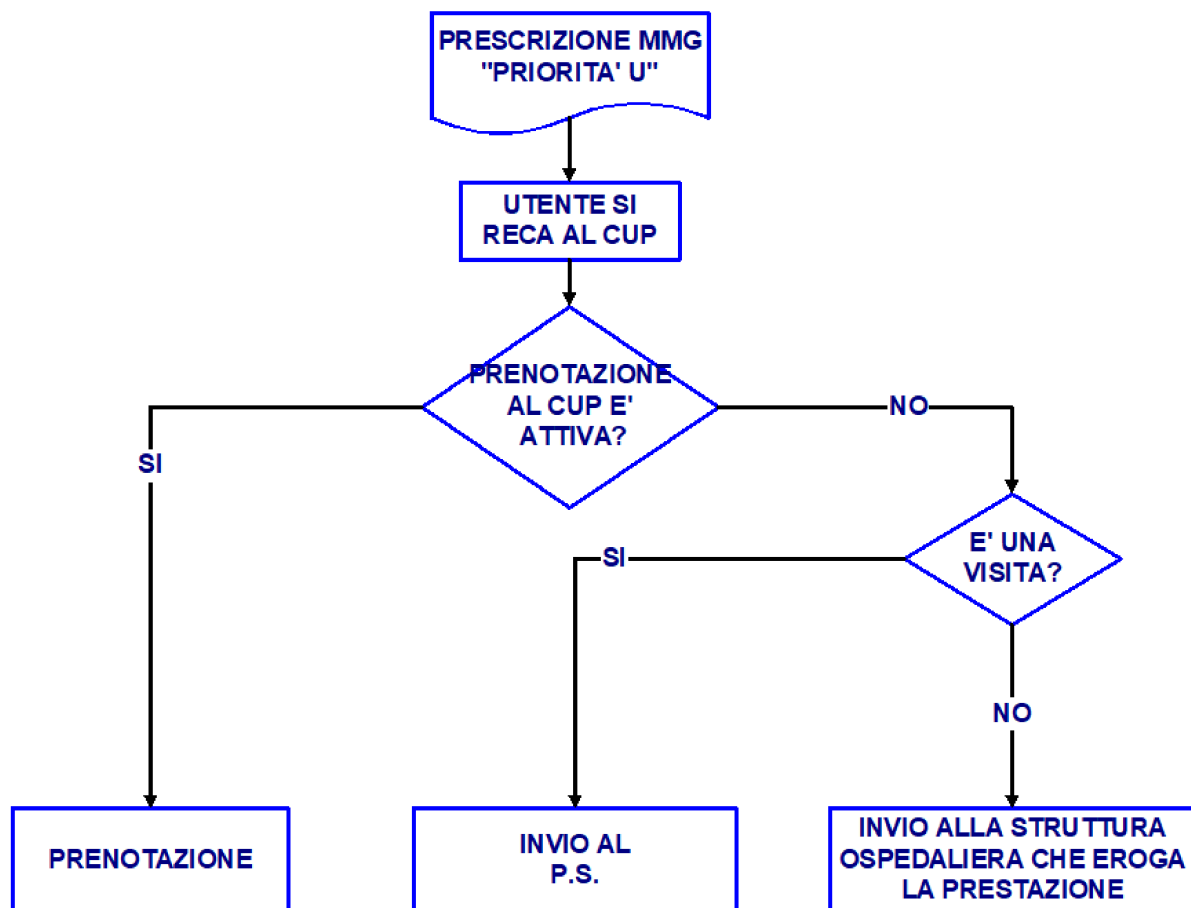 PRESCRIZIONE MMG
"PRIORITA' U"
UTENTE SI
RECA AL CUP
PRENOTAZIONE
AL CUP E'
ATTIVA?
NO
SI
E' UNA
VISITA?
SI
NO
PRENOTAZIONE
INVIO AL
P.S.
INVIO ALLA STRUTTURA
OSPEDALIERA CHE EROGA
LA PRESTAZIONE